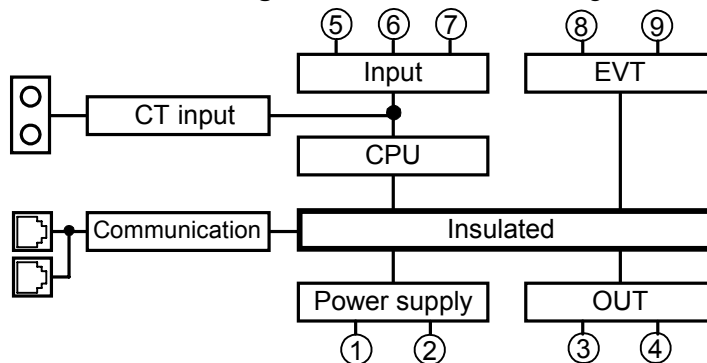 ⑤ ⑥ ⑦ ⑧ ⑨
Input EVT
CT input
CPU
Communication Insulated
Power supply OUT
① ② ③ ④